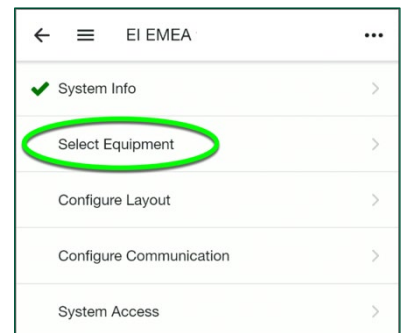 EI EMEA
System Info
Select Equipment
Configure Layout
Configure Communication
System Access